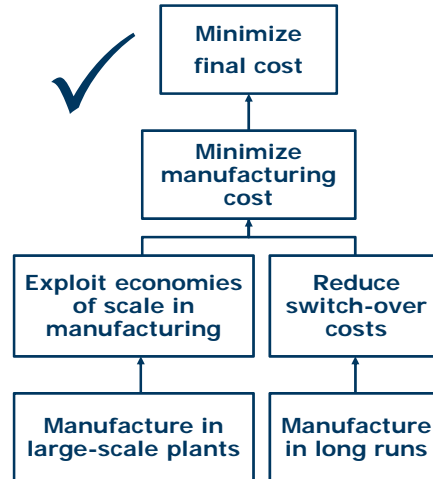 Minimize
final cost
Minimize
manufacturing
cost
Exploit economies
of scale in
manufacturing
Reduce
switch-over
costs
Manufacture in
large-scale plants
Manufacture
in long runs